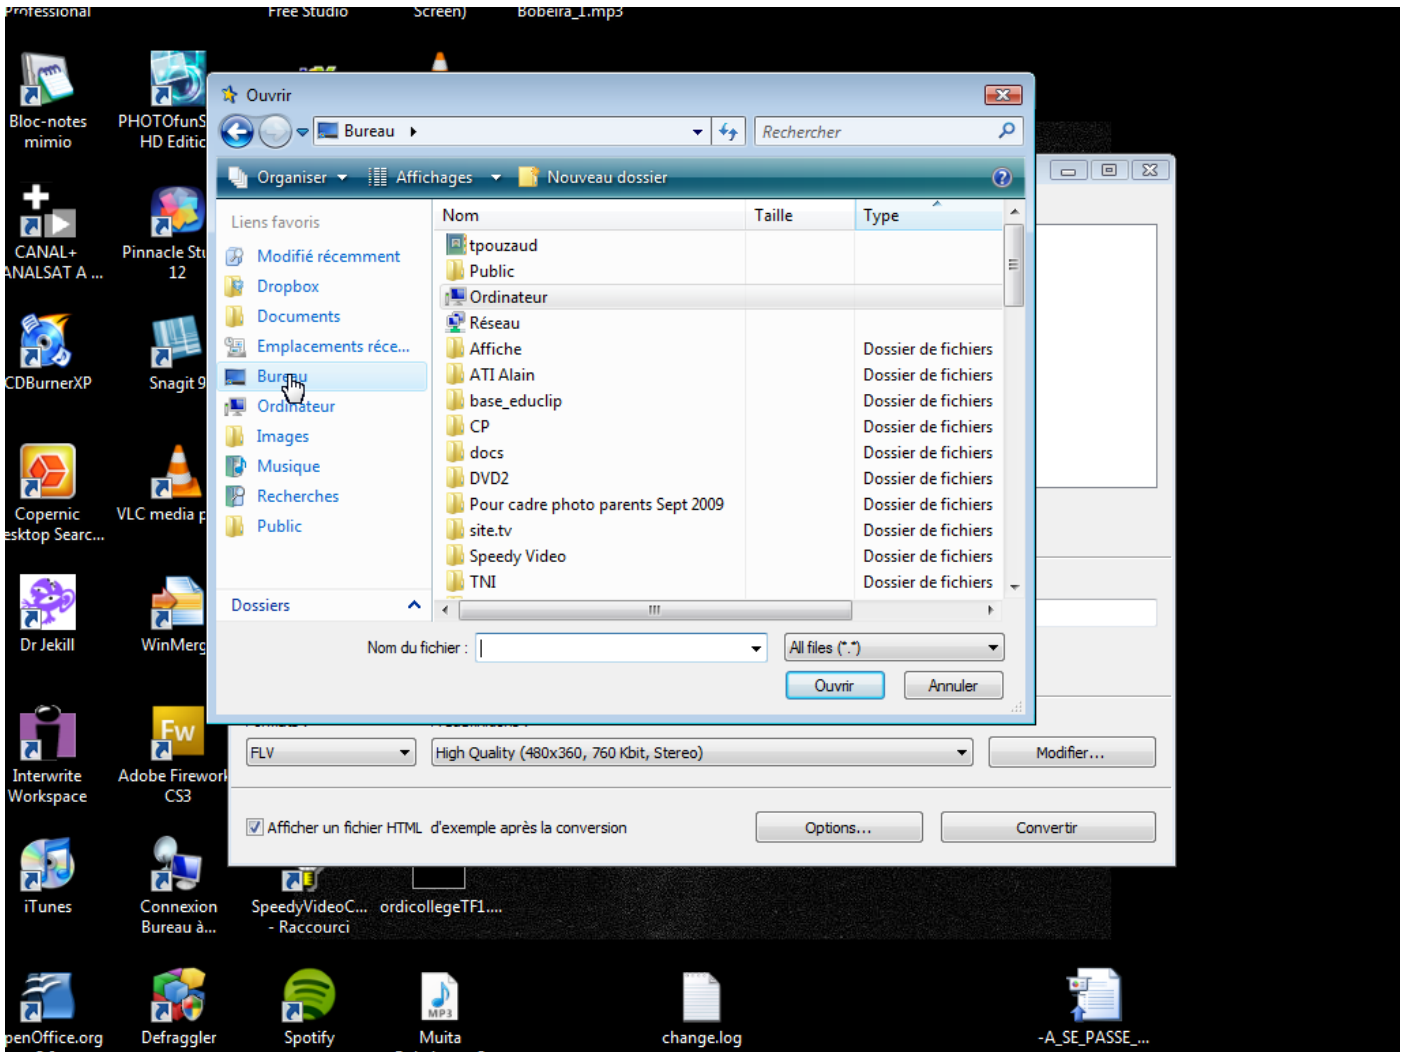 Professional
Free Studio
Screen)
Bobeira_1.mp3
Bloc-notes
mimio
PHOTOfunS
HD Editic
CANAL+
ANALSAT A ...
Pinnacle Stu
12
CDBurnerXP
Snagit 9
Copernic
esktop Searc...
VLC media p
Dr Jekill
WinMerg
Interwrite
Workspace
Fw
Adobe Firework
CS3
iTunes
Connexion
Bureau à...
SpeedyVideoC...
- Raccourci
ordicollegeTF1....
penOffice.org
Defraggler
Spotify
MP3
Muita
change.log
-A_SE_PASSE_...
Ouvrir
Bureau
Rechercher
Organiser
Affichages
Nouveau dossier
Liens favoris
Modifié récemment
Dropbox
Documents
Emplacements réce...
Bureau
Ordinateur
Images
Musique
Recherches
Public
Dossiers
Nom Taille Type
tpouzaud
Public
Ordinateur
Réseau
Affiche Dossier de fichiers
ATI Alain Dossier de fichiers
base_educlip Dossier de fichiers
CP Dossier de fichiers
docs Dossier de fichiers
DVD2 Dossier de fichiers
Pour cadre photo parents Sept 2009 Dossier de fichiers
site.tv Dossier de fichiers
Speedy Video Dossier de fichiers
TNI Dossier de fichiers
Nom du fichier :
All files (*.*)
Ouvrir
Annuler
FLV
High Quality (480x360, 760 Kbit, Stereo)
Modifier...
Afficher un fichier HTML d'exemple après la conversion
Options...
Convertir